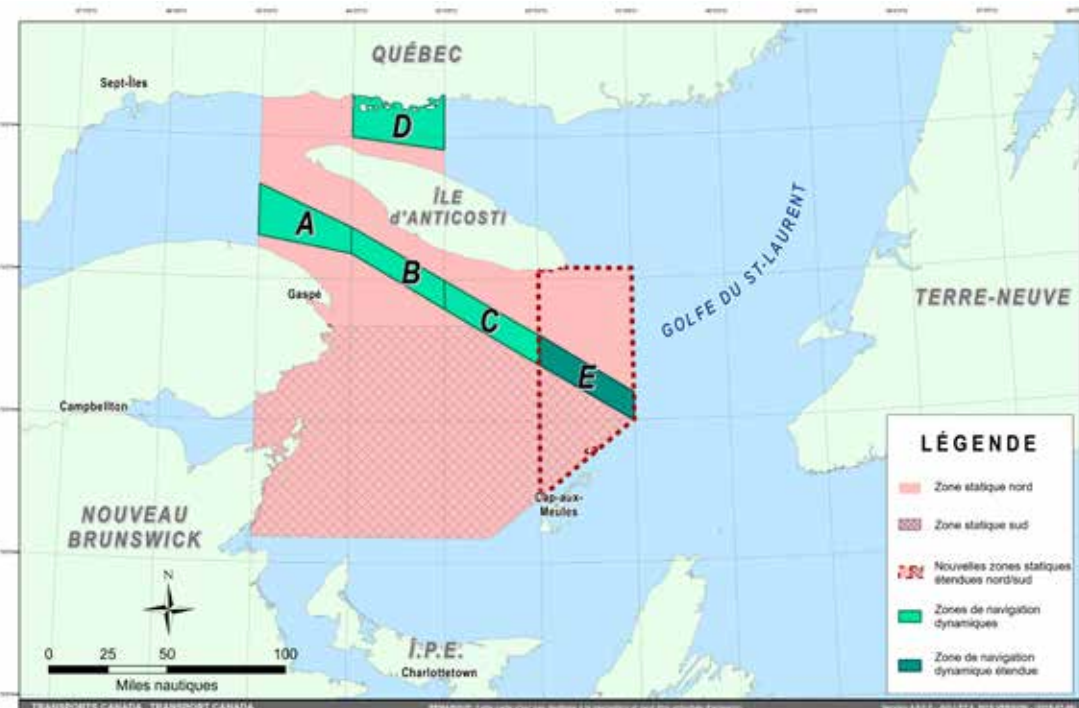 QUÉBEC
Sept-Îles
D
ÎLE
d'ANTICOSTI
A
B
Gaspé
C
GOLFE DU ST-LAURENT
TERRE-NEUVE
E
Campbellton
Cap-aux-
Meules
NOUVEAU
BRUNSWICK
N
0 25 50 100
Miles nautiques
Î.P.E.
Charlottetown
LÉGENDE
Zone statique nord
Zone statique sud
Nouvelles zones statiques
étendues nord/sud
Zones de navigation
dynamiques
Zone de navigation
dynamique étendue
TRANSPORTS CANADA TRANSPORT CANADA